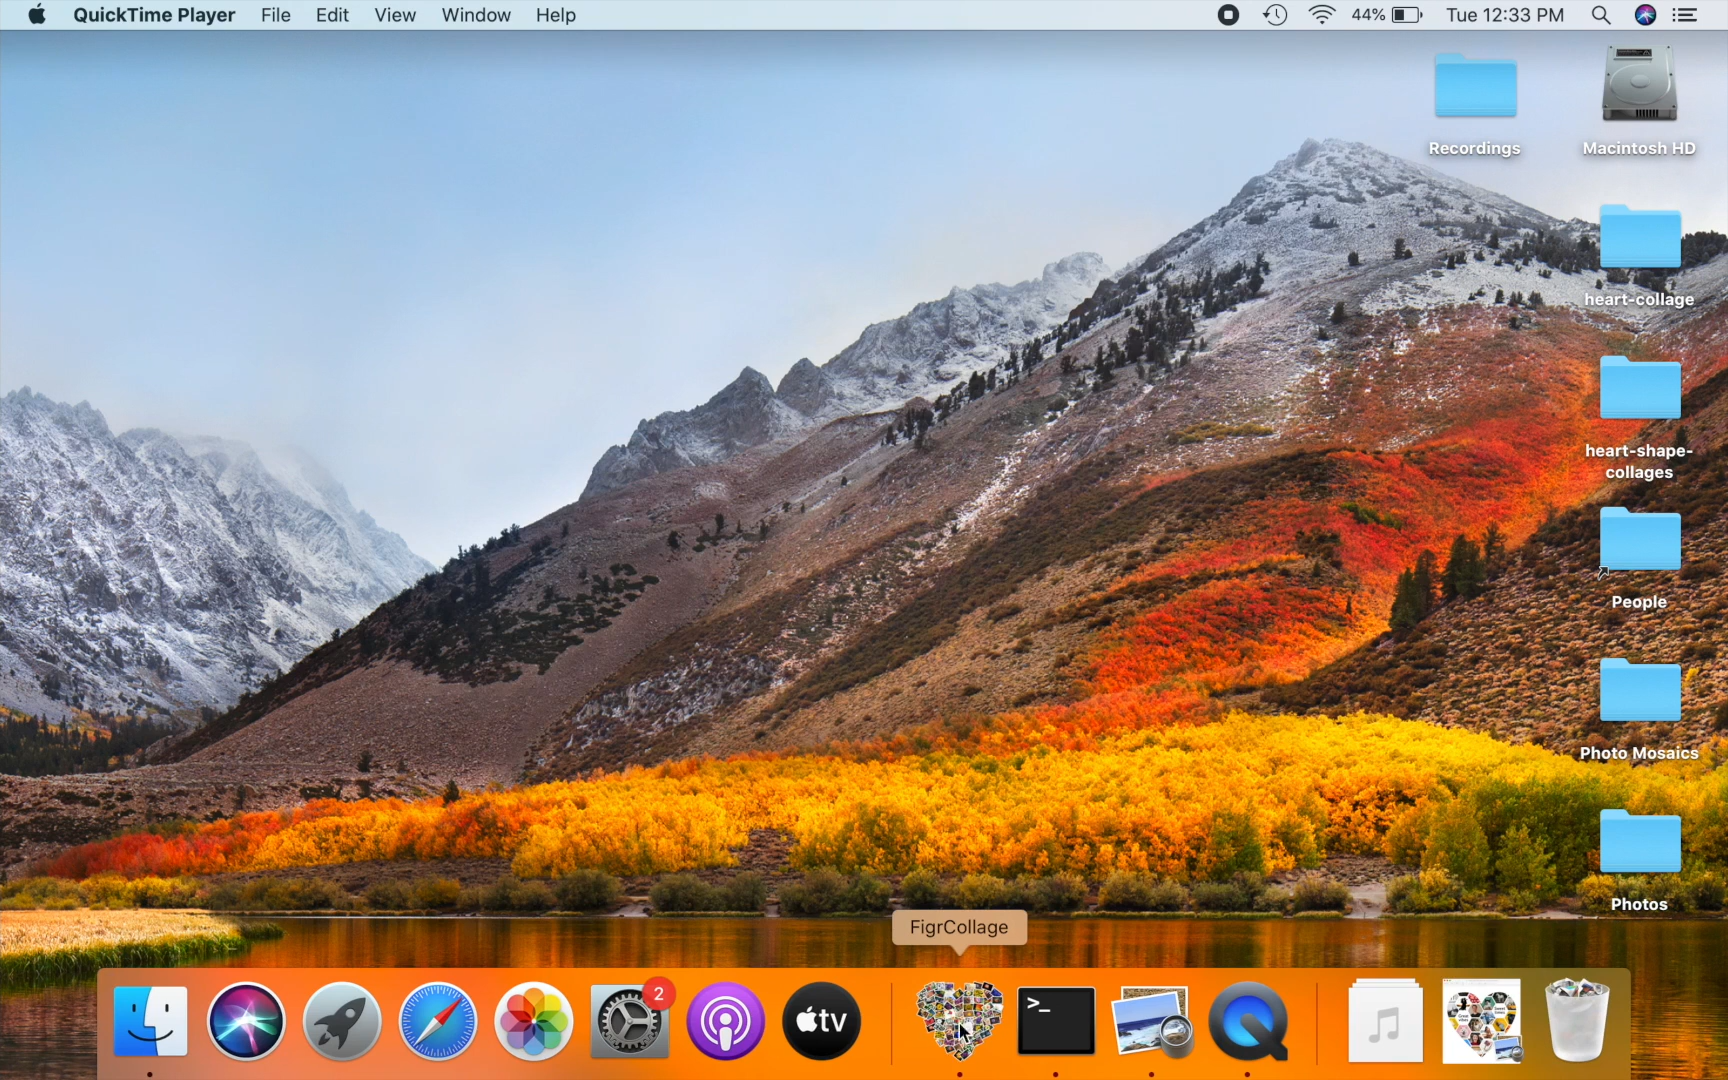 QuickTime Player File Edit View Window Help 44% Tue 12:33 PM
Recordings
Macintosh HD
heart-collage
heart-shape-
collages
People
Photo Mosaics
Photos
FigrCollage
2
tv
>_